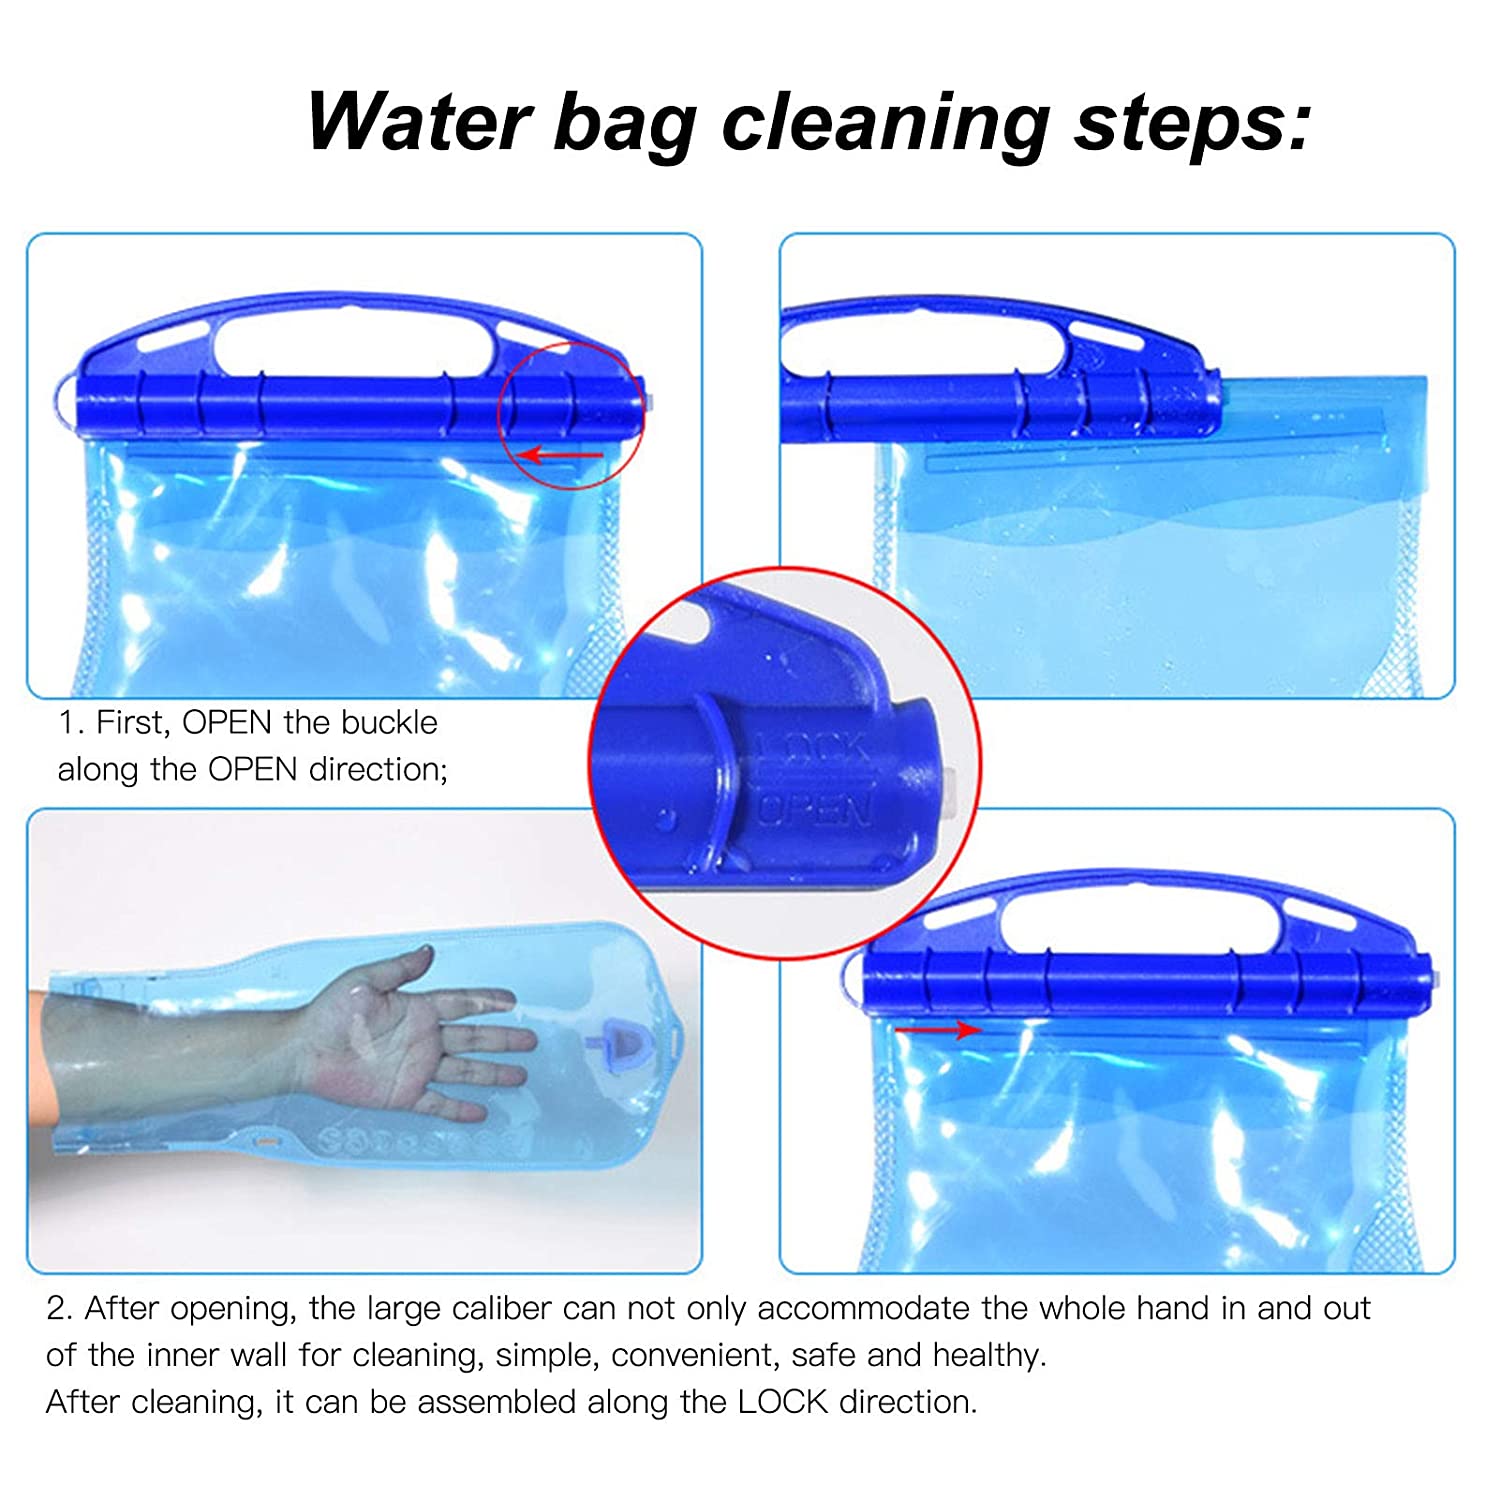 Water bag cleaning steps:
LOCK
OPEN
1. First, OPEN the buckle
along the OPEN direction;
2. After opening, the large caliber can not only accommodate the whole hand in and out
of the inner wall for cleaning, simple, convenient, safe and healthy.
After cleaning, it can be assembled along the LOCK direction.